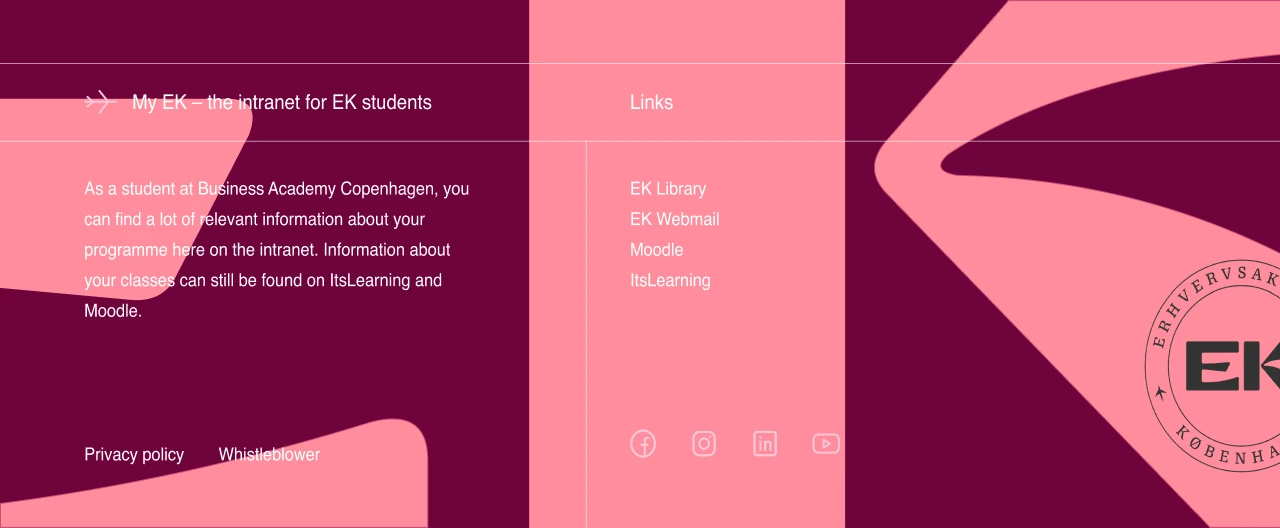 My EK – the intranet for EK students
As a student at Business Academy Copenhagen, you
can find a lot of relevant information about your
programme here on the intranet. Information about
your classes can still be found on ItsLearning and
Moodle.
Privacy policy
Whistleblower
Links
EK Library
EK Webmail
Moodle
ItsLearning
ERHVERVSAK
EK
KØBENHA